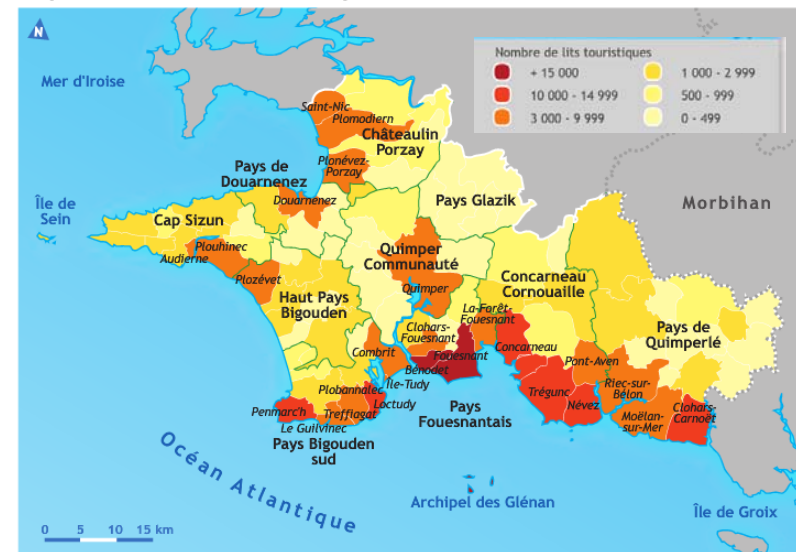 N
Nombre de lits touristiques
+ 15 000
10 000 - 14 999
3 000 - 9 999
1 000 - 2 999
500 - 999
0 - 499
Mer d'Iroise
Saint-Nic
Plomodiern
Châteaulin
Porzay
Plonévez-
Porzay
Pays de
Douarnenez
Douarnenez
Pays Glazik
Morbihan
Île de
Sein
Cap Sizun
Plouhinec
Audierne
Plozévet
Quimper
Communauté
Quimper
Concarneau
Cornouaille
Haut Pays
Bigouden
La-Forêt-
Fouesnant
Clohars-
Fouesnant
Concarneau
Pays de
Quimperlé
Combrit
Fouesnant
Bénodet
Pont-Aven
Île-Tudy
Riec-sur-
Bélon
Plobannalec
Loctudy
Trégunc
Névez
Penmarc'h
Treffiagat
Le Guilvinec
Pays
Fouesnantais
Moëlan-
sur-Mer
Clohars-
Carnoët
Pays Bigouden
sud
Océan Atlantique
Archipel des Glénan
Île de Groix
0 5 10 15 km